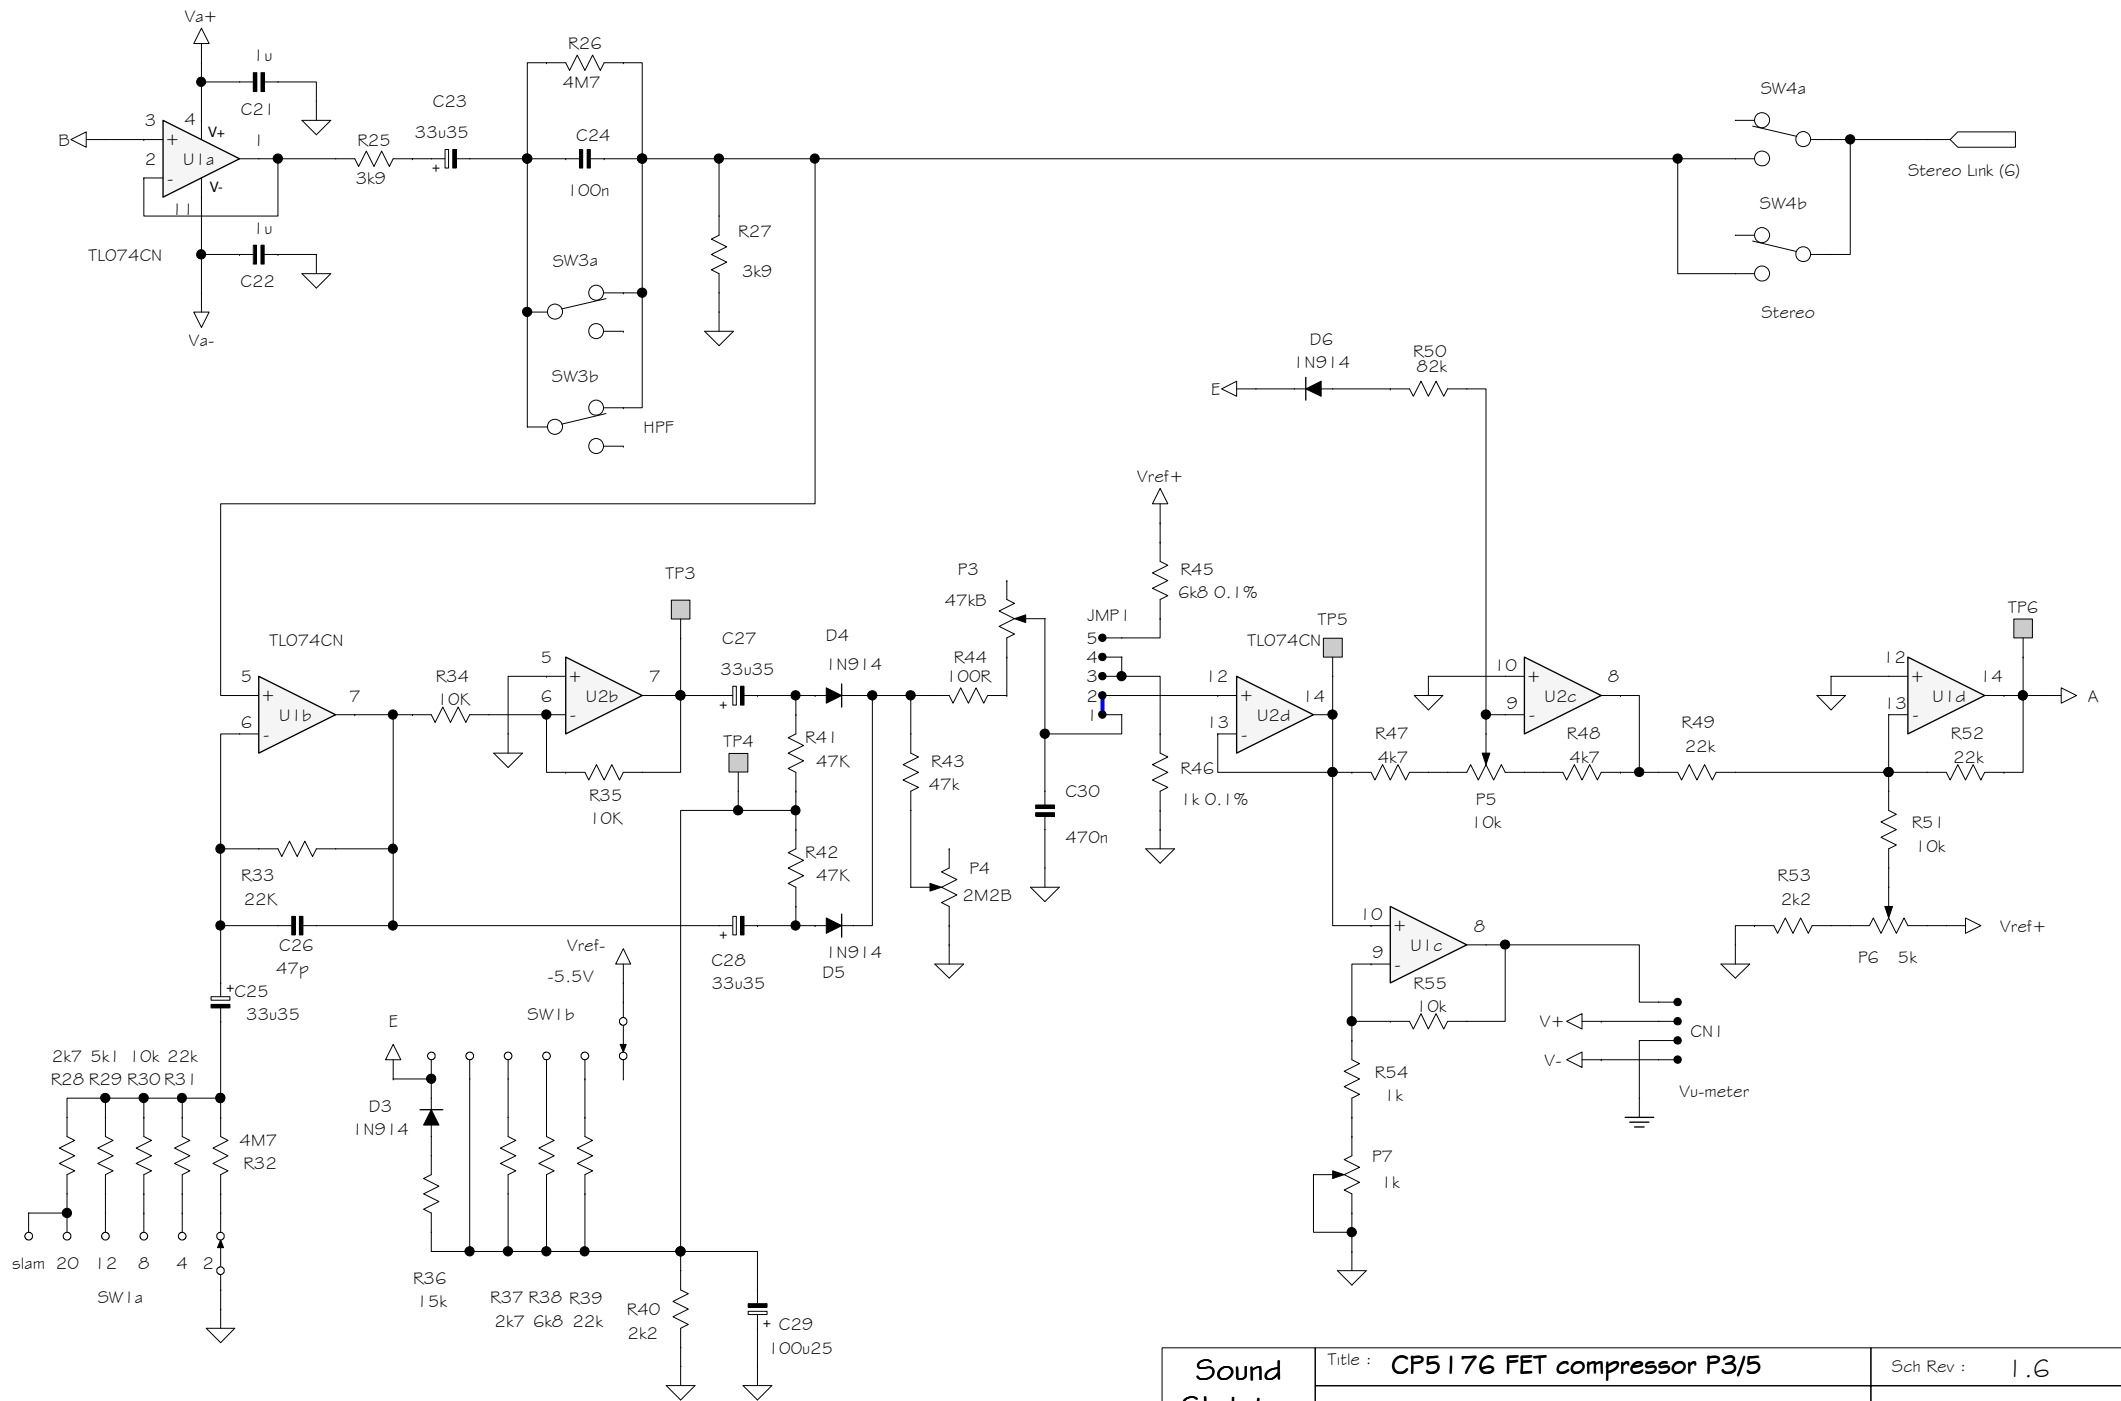 Va+
1u
C21
R26
4M7
C23
33u35
C24
100n
3
4
V+
1
+
2
U1a
-
V-
11
B
R25
3k9
TL074CN
1u
C22
Va-
SW3a
SW3b
HPF
R27
3k9
SW4a
SW4b
Stereo Link (6)
Stereo
D6
1N914
R50
82k
E
Vref+
R45
6k8 0.1%
JMP1
5
4
3
2
1
P3
47kB
R44
100R
TP3
TL074CN
5
+
6
-
U1b
7
R34
10K
5
+
6
-
U2b
7
R35
10K
C27
33u35
D4
1N914
TP4
R41
47K
R42
47K
R43
47k
P4
2M2B
C30
470n
R46
1k 0.1%
TL074CN
TP5
12
+
13
-
U2d
14
R47
4k7
P5
10k
10
+
9
-
U2c
8
R48
4k7
R49
22k
12
+
13
-
U1d
14
TP6
A
R52
22k
R51
10k
R53
2k2
P6 5k
Vref+
R33
22K
C26
47p
+
C25
33u35
Vref-
-5.5V
SW1b
+
C28
33u35
1N914
D5
10
+
9
-
U1c
8
R55
10k
V+
V-
CN1
Vu-meter
R54
1k
P7
1k
2k7 5k1 10k 22k
R28 R29 R30 R31
4M7
R32
slam 20 12 8 4 2
SW1a
E
D3
1N914
R36
15k
R37 R38 R39
2k7 6k8 22k
R40
2k2
+
C29
100u25
Sound
Title : CP5176 FET compressor P3/5
Sch Rev : 1.6